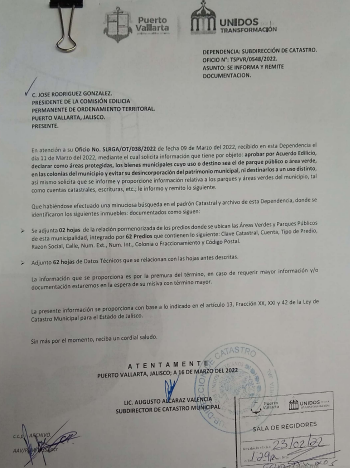 Puerto
Vallarta
UNIDOS
TRANSFORMACIÓN
DEPENDENCIA: SUBDIRECCIÓN DE CATASTRO.
OFICIO N°: TSPVR/0648/2022.
ASUNTO: SE INFORMA Y REMITE
DOCUMENTACION.
C. JOSE RODRIGUEZ GONZALEZ.
PRESIDENTE DE LA COMISIÓN EDILICIA
PERMANENTE DE ORDENAMIENTO TERRITORIAL.
PUERTO VALLARTA, JALISCO.
PRESENTE.
En atención a su Oficio No. SLRGA/OT/038/2022 de fecha 09 de Marzo del 2022, recibido en esta Dependencia el
día 11 de Marzo del 2022, mediante el cual solicita información que tiene por objeto: aprobar por Acuerdo Edilicio,
declarar como áreas protegidas, los bienes municipales cuyo uso o destino sea el de parque público o área verde,
en las colonias del municipio y evitar su desincorporación del patrimonio municipal, ni destinarlos a un uso distinto,
así mismo solicita que se informe y proporcione información relativa a los parques y áreas verdes del municipio, tal
como cuentas catastrales, escrituras, etc.; le informo y remito lo siguiente.
Que habiéndose efectuado una minuciosa búsqueda en el padrón Catastral y archivo de esta Dependencia, donde se
identificaron los siguientes inmuebles: documentados como siguen:
➤ Se adjunta 02 hojas de la relación pormenorizada de los predios donde se ubican las Áreas Verdes y Parques Públicos
de esta municipalidad, integrado por 62 Predios que contienen lo siguiente: Clave Catastral, Cuenta, Tipo de Predio,
Razon Social, Calle, Num. Ext., Num. Int., Colonia o Fraccionamiento y Código Postal.
➤ Adjunto 62 hojas de Datos Técnicos que se relacionan con las hojas antes descritas.
La información que se proporciona es por la premura del término, en caso de requerir mayor información y/o
documentación estaremos en la espera de su misiva con término mayor.
La presente información se proporciona con base a lo indicado en el artículo 13, Fracción XX, XXI y 42 de la Ley de
Catastro Municipal para el Estado de Jalisco.
Sin más por el momento, reciba un cordial saludo.
A T E N T A M E N T E
PUERTO VALLARTA, JALISCO; A 18 DE MARZO DEL 2022
LIC. AUGUSTO ALCARAZ VALENCIA
SUBDIRECTOR DE CATASTRO MUNICIPAL
C.C.P. ARCHIVO
Puerto
Vallarta
UNIDOS
SALA DE REGIDORES